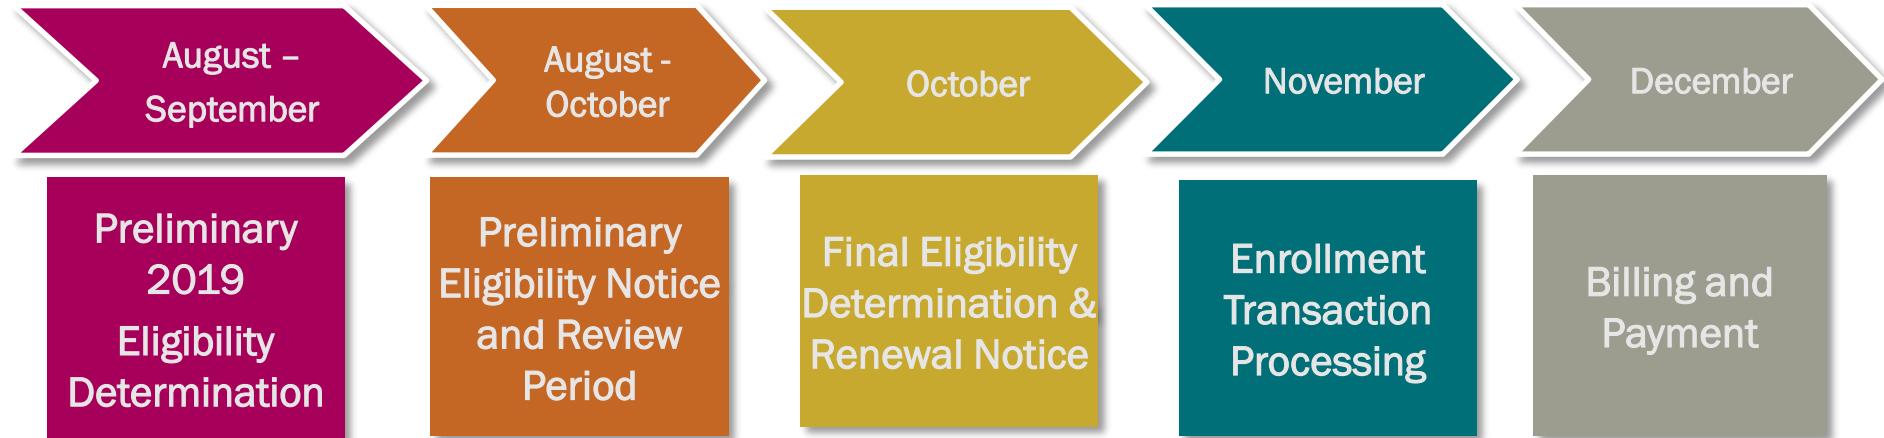 August –
September
August -
October
October
November
December
Preliminary
2019
Eligibility
Determination
Preliminary
Eligibility Notice
and Review
Period
Final Eligibility
Determination &
Renewal Notice
Enrollment
Transaction
Processing
Billing and
Payment